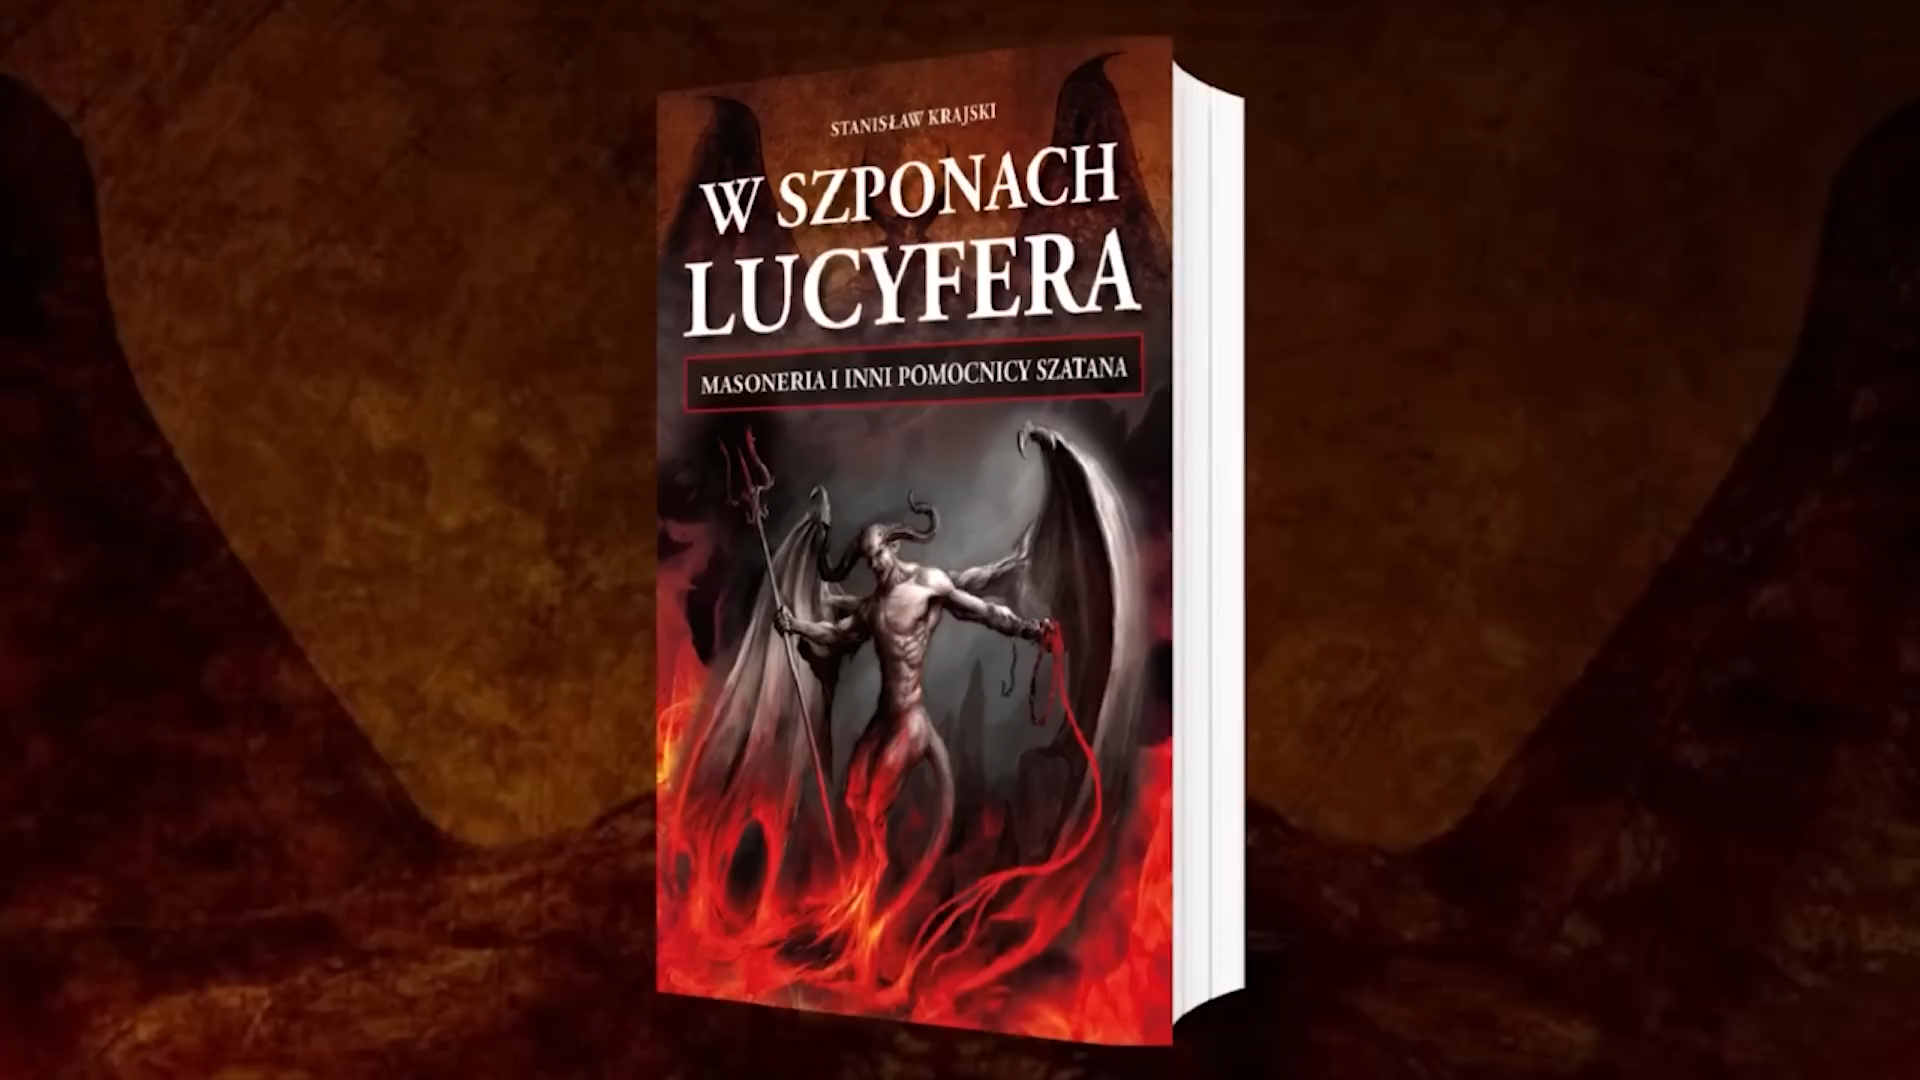 STANISŁAW KRAJSKI
W SZPONACH
LUCYFERA
MASONERIA I INNI POMOCNICY SZATANA